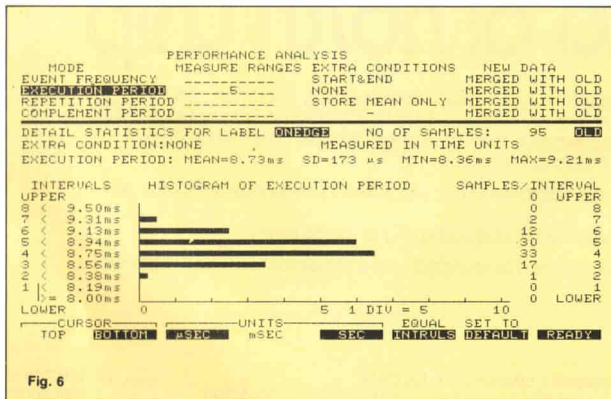 PERFORMANCE ANALYSIS
MODE MEASURE RANGES EXTRA CONDITIONS NEW DATA
EVENT FREQUENCY __________ START&END MERGED WITH OLD
EXECUTION PERIOD _____5____ NONE MERGED WITH OLD
REPETITION PERIOD __________ STORE MEAN ONLY MERGED WITH OLD
COMPLEMENT PERIOD __________ - MERGED WITH OLD
DETAIL STATISTICS FOR LABEL ONEDGE NO OF SAMPLES: 95 OLD
EXTRA CONDITION:NONE MEASURED IN TIME UNITS
EXECUTION PERIOD: MEAN=8.73ms SD=173 µs MIN=8.36ms MAX=9.21ms
INTERVALS HISTOGRAM OF EXECUTION PERIOD SAMPLES/INTERVAL
UPPER 0 UPPER
8 < 9.50ms 0 8
7 < 9.31ms 2 7
6 < 9.13ms 12 6
5 < 8.94ms 30 5
4 < 8.75ms 33 4
3 < 8.56ms 17 3
2 < 8.38ms 1 2
1 < 8.19ms 0 1
>= 8.00ms 0 LOWER
LOWER 0 5 1 DIV = 5 10
CURSOR UNITS EQUAL SET TO
TOP BOTTOM µSEC mSEC SEC INTRVLS DEFAULT READY
Fig. 6